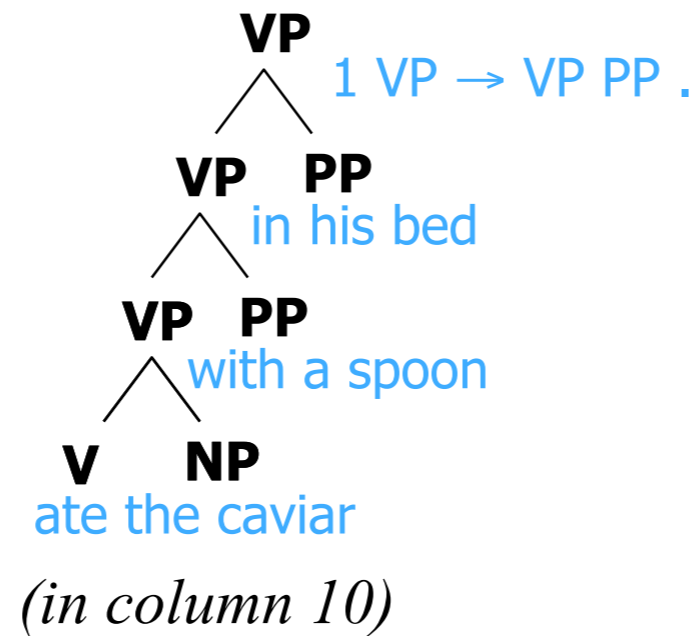 VP
1 VP → VP PP .
VP PP
in his bed
VP PP
with a spoon
V NP
ate the caviar
(in column 10)